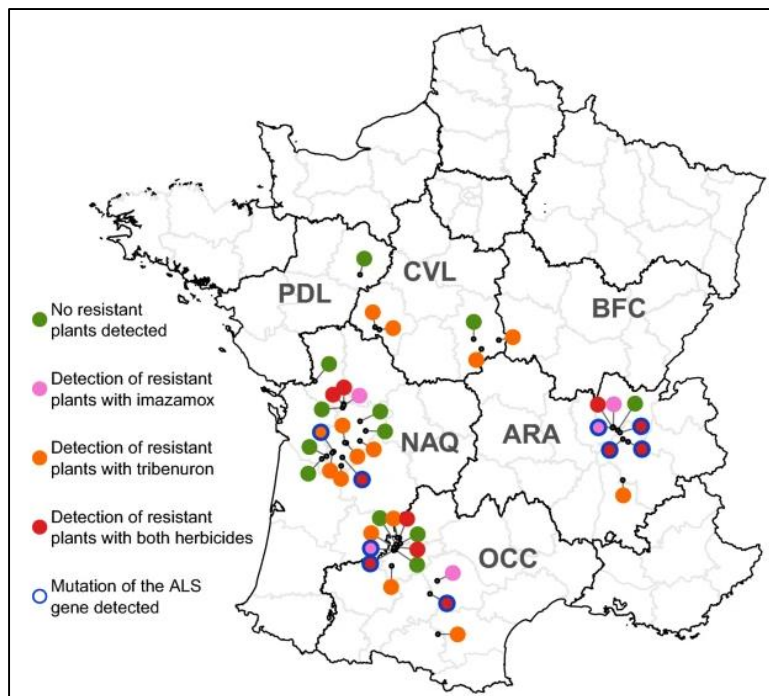 PDL
CVL
BFC
NAQ
ARA
OCC
No resistant
plants detected
Detection of resistant
plants with imazamox
Detection of resistant
plants with tribenuron
Detection of resistant
plants with both herbicides
Mutation of the ALS
gene detected